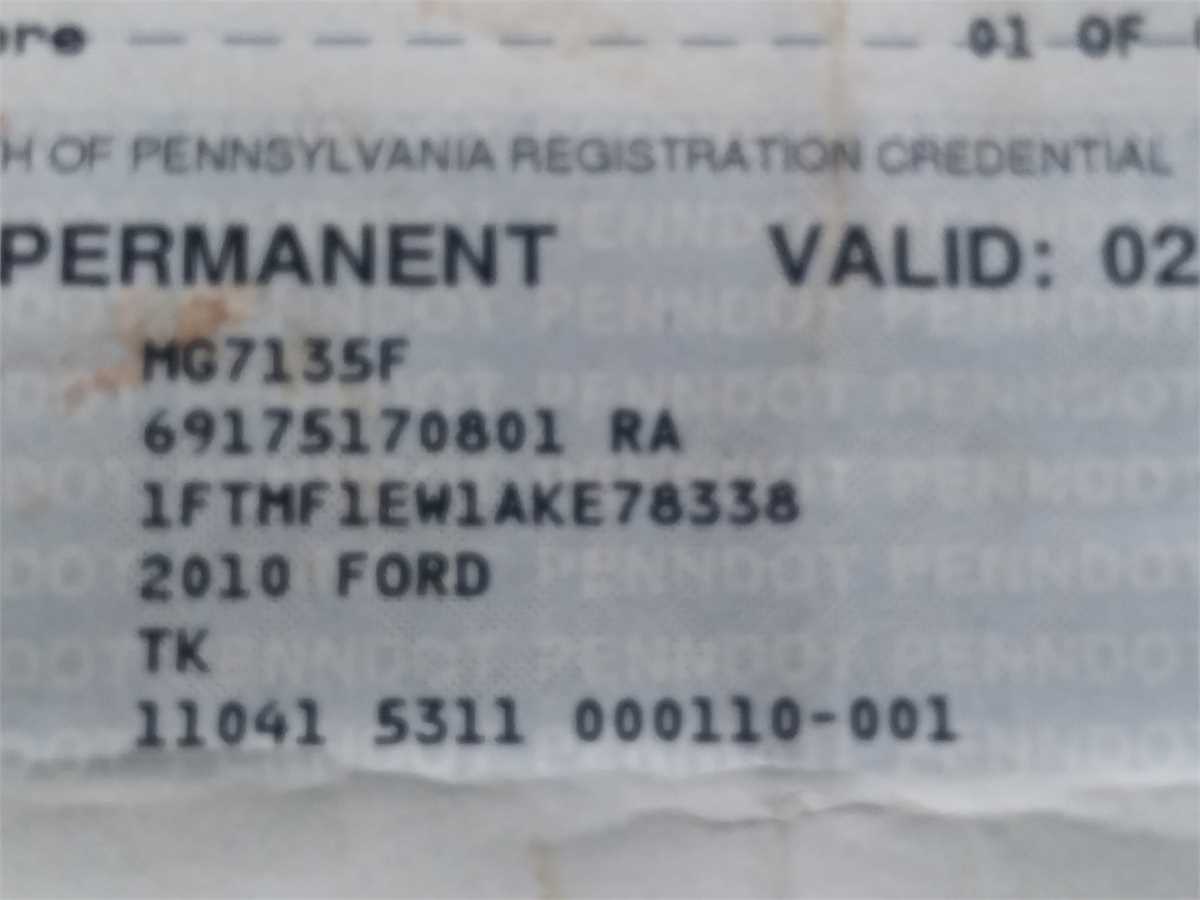 ore — — — — — — — — — 01 OF
H OF PENNSYLVANIA REGISTRATION CREDENTIAL
PERMANENT VALID: 02
MG7135F
69175170801 RA
1FTMF1EW1AKE78338
2010 FORD
TK
11041 5311 000110-001